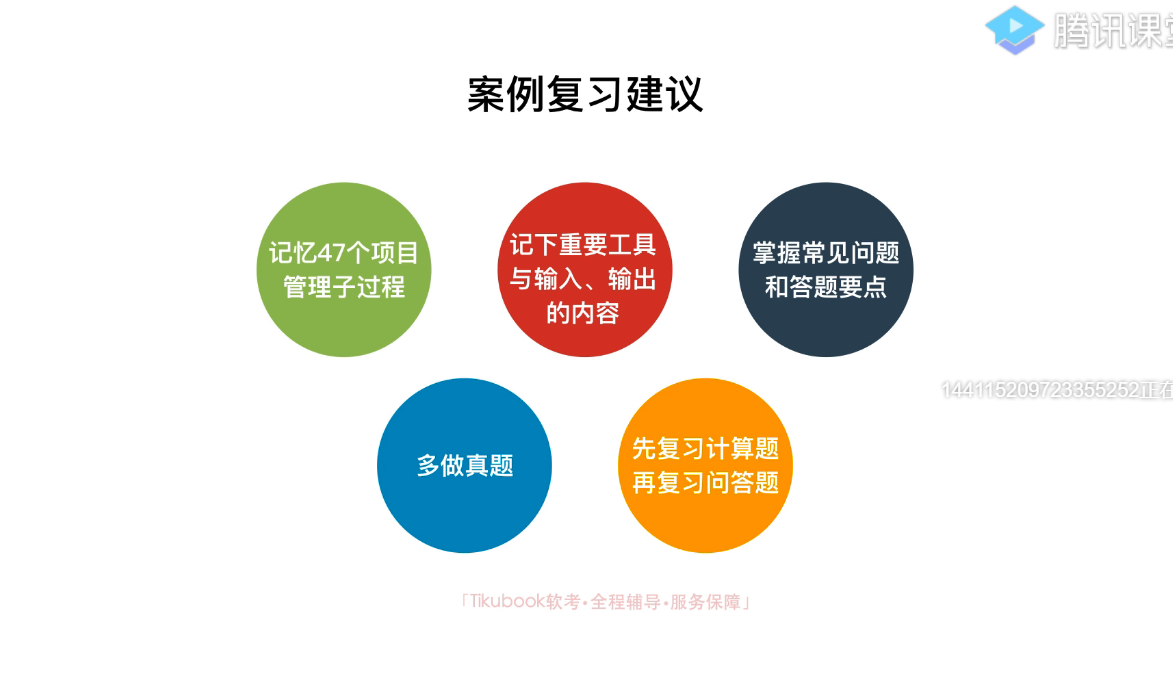 腾讯课
案例复习建议
记忆47个项目
管理子过程
记下重要工具
与输入、输出
的内容
掌握常见问题
和答题要点
144115209723355252正在
多做真题
先复习计算题
再复习问答题
「Tikubook软考•全程辅导•服务保障」